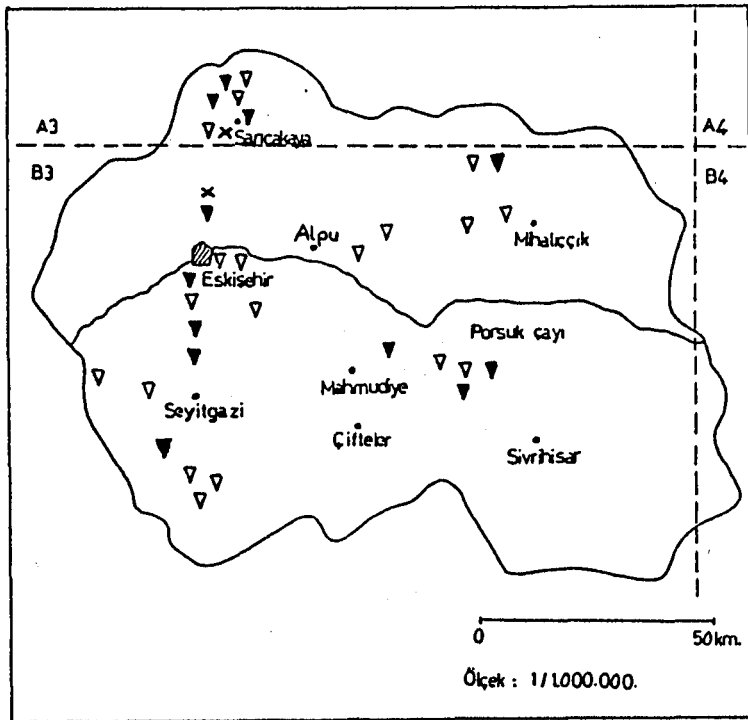 A3
A4
Sarıcakaya
B3
B4
Alpu
Mihalıççık
Eskişehir
Porsuk çayı
Mahmudiye
Seyitgazi
Çifteler
Sivrihisar
0 50km.
Ölçek : 1/1.000.000.